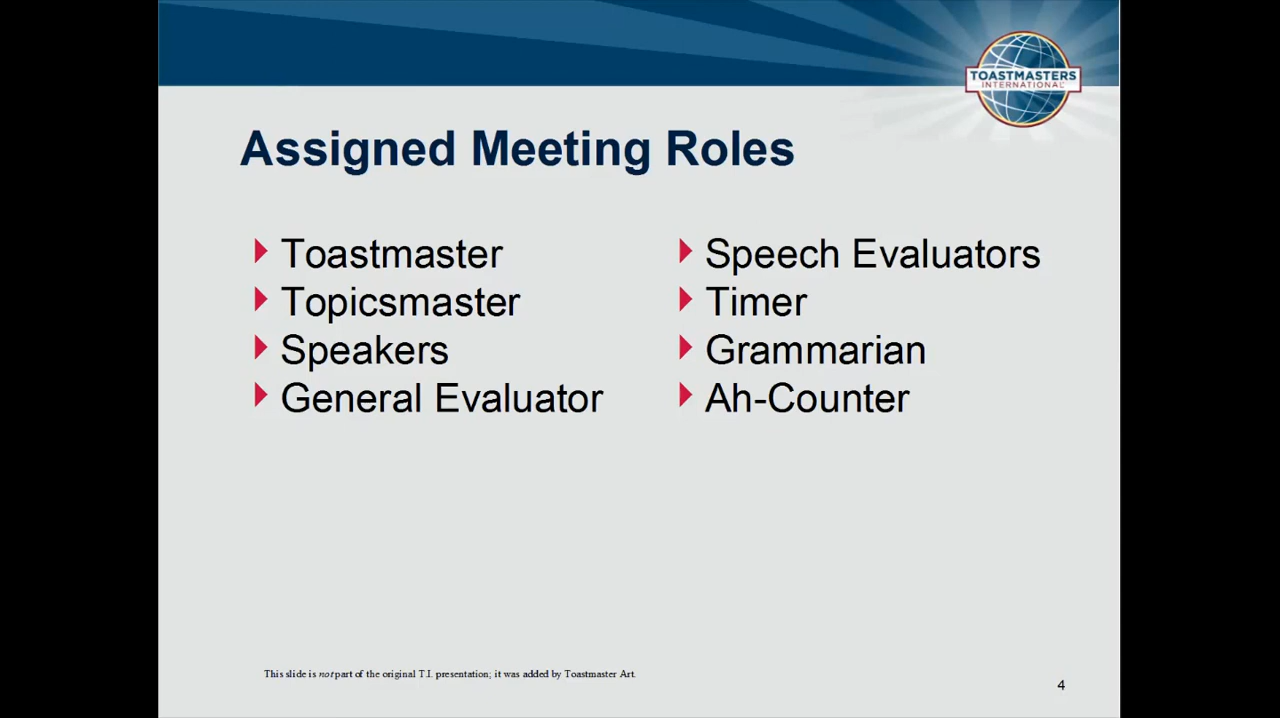 TOASTMASTERS
INTERNATIONAL
Assigned Meeting Roles
Toastmaster
Topicsmaster
Speakers
General Evaluator
Speech Evaluators
Timer
Grammarian
Ah-Counter
This slide is not part of the original T.I. presentation; it was added by Toastmaster Art.
4